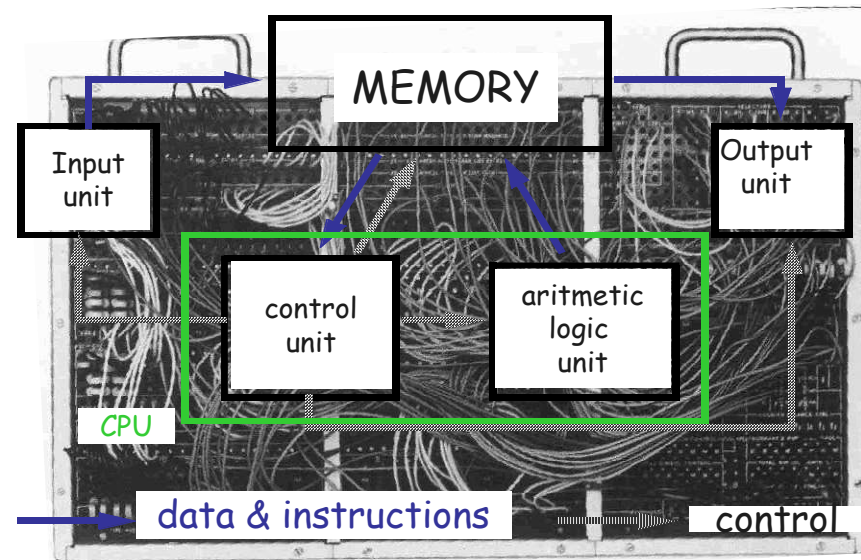 MEMORY
Input
unit
Output
unit
control
unit
aritmetic
logic
unit
CPU
data & instructions
control